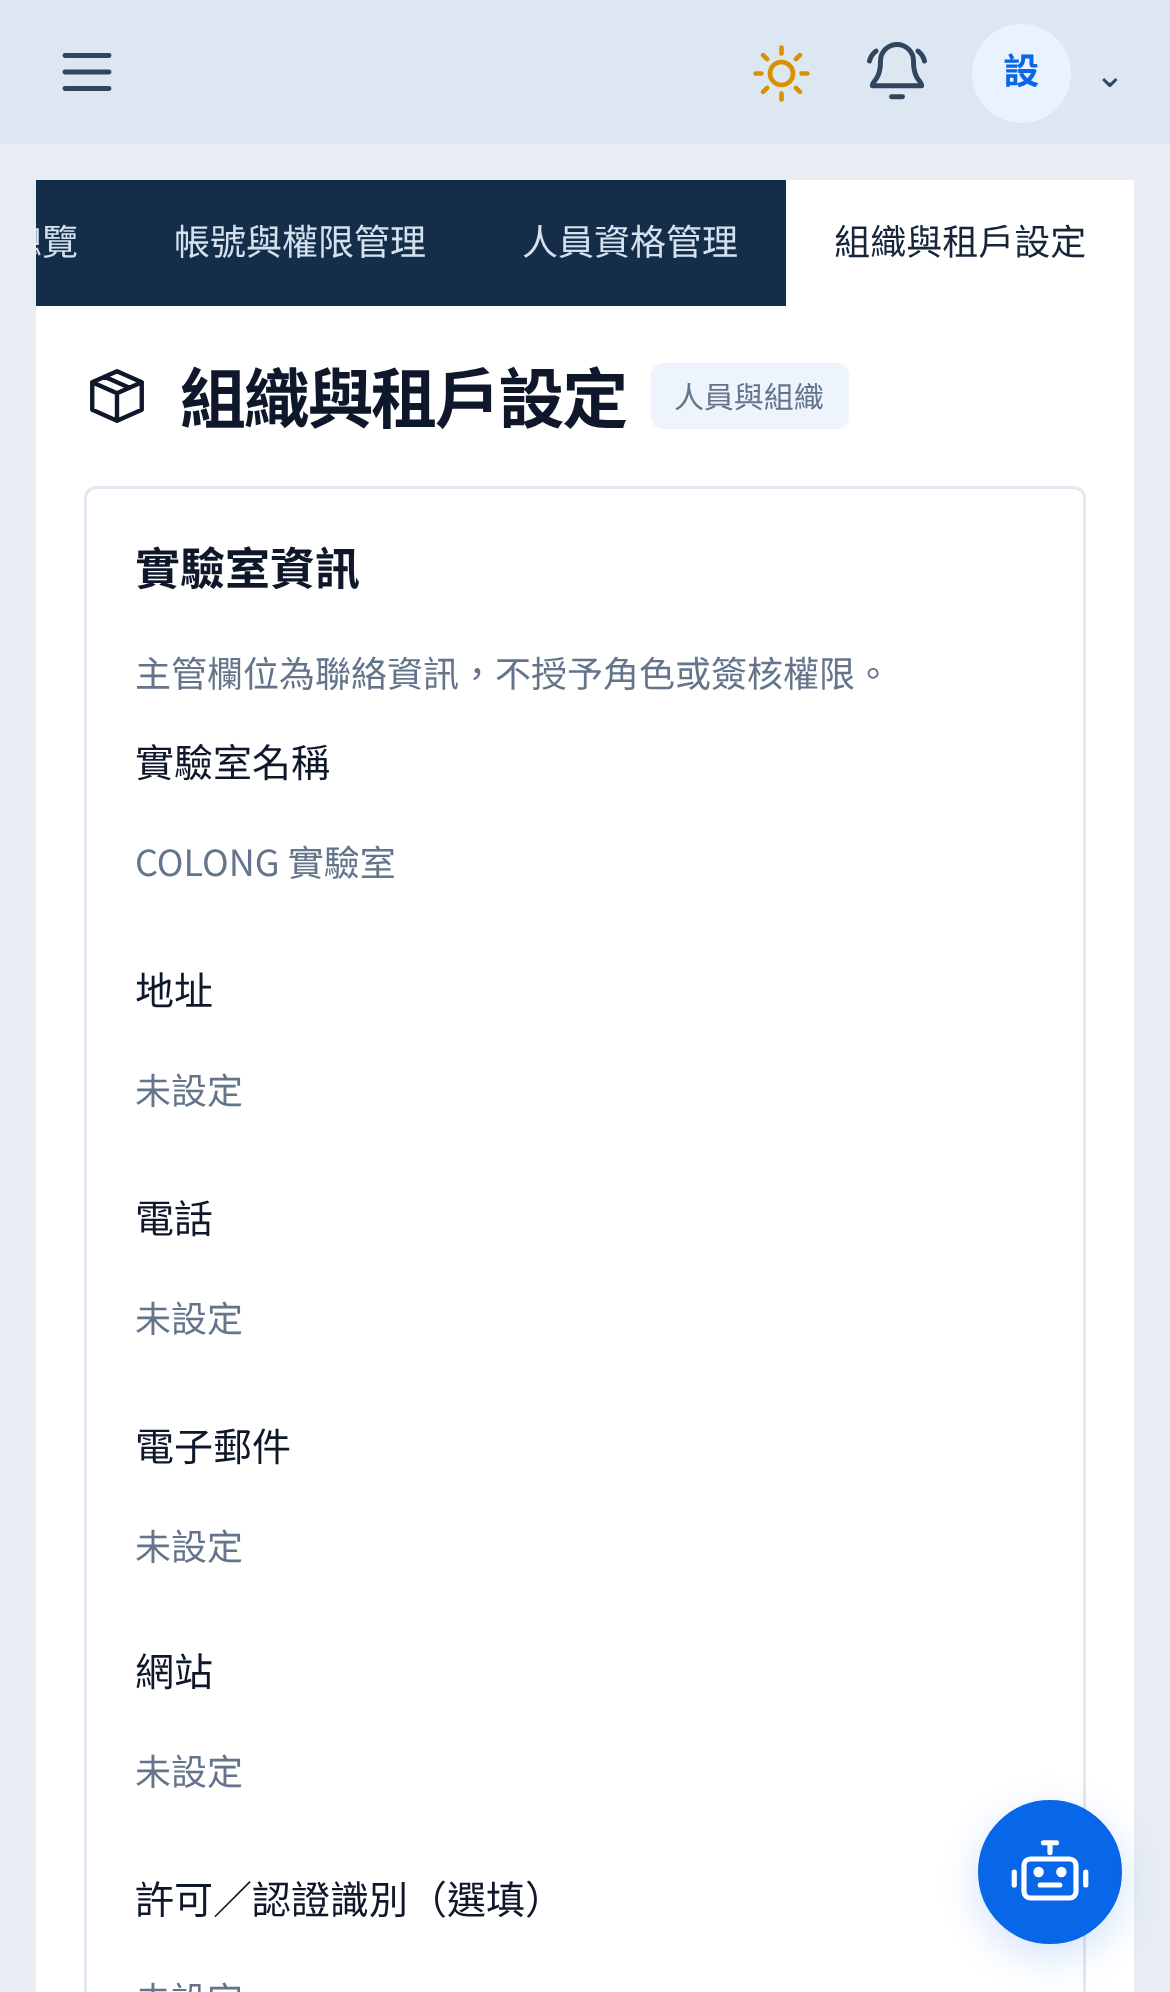 設
覽
帳號與權限管理
人員資格管理
組織與租戶設定
組織與租戶設定
人員與組織
實驗室資訊
主管欄位為聯絡資訊，不授予角色或簽核權限。
實驗室名稱
COLONG 實驗室
地址
未設定
電話
未設定
電子郵件
未設定
網站
未設定
許可／認證識別（選填）